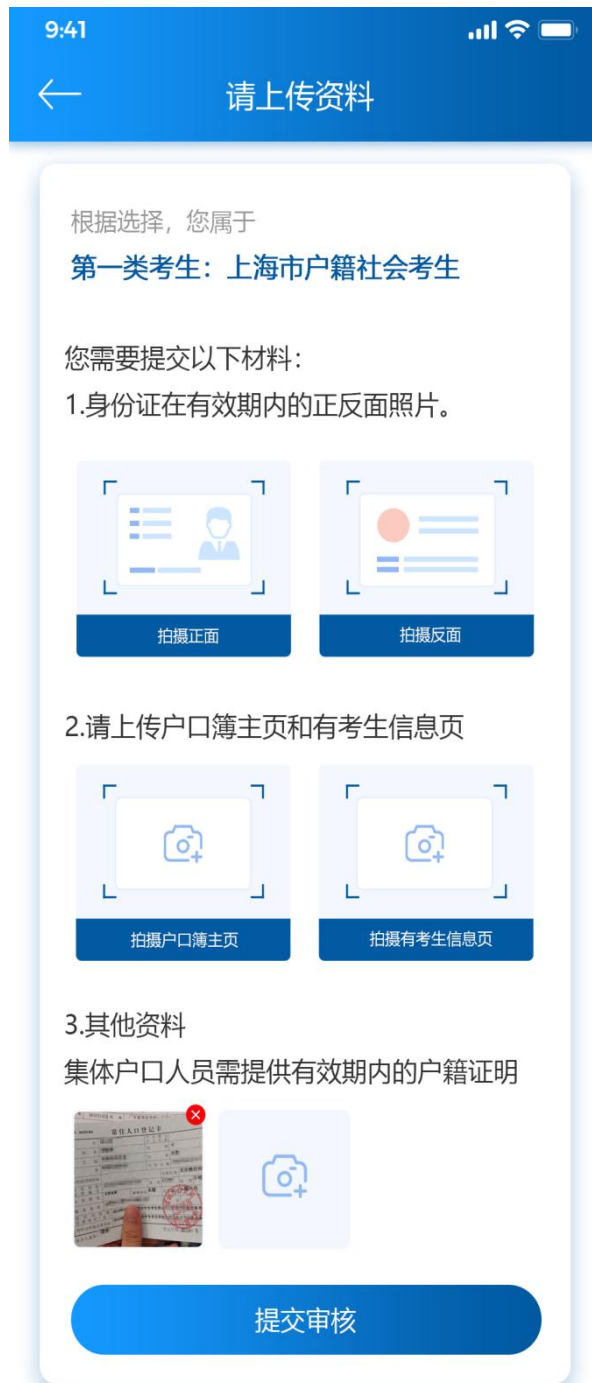 9:41
请上传资料
根据选择，您属于
第一类考生：上海市户籍社会考生
您需要提交以下材料：
1.身份证在有效期内的正反面照片。
拍摄正面
拍摄反面
2.请上传户口簿主页和有考生信息页
拍摄户口簿主页
拍摄有考生信息页
3.其他资料
集体户口人员需提供有效期内的户籍证明
常住人口登记卡
提交审核